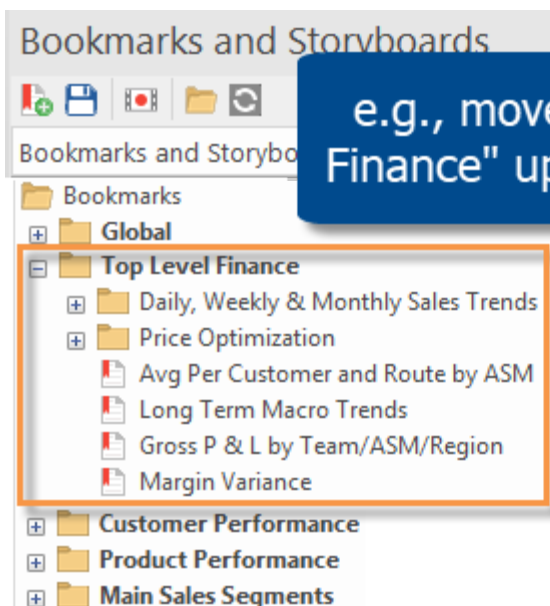 Bookmarks and Storyboards
e.g., move
Finance" up
Bookmarks and Storybo
Bookmarks
Global
Top Level Finance
Daily, Weekly & Monthly Sales Trends
Price Optimization
Avg Per Customer and Route by ASM
Long Term Macro Trends
Gross P & L by Team/ASM/Region
Margin Variance
Customer Performance
Product Performance
Main Sales Segments